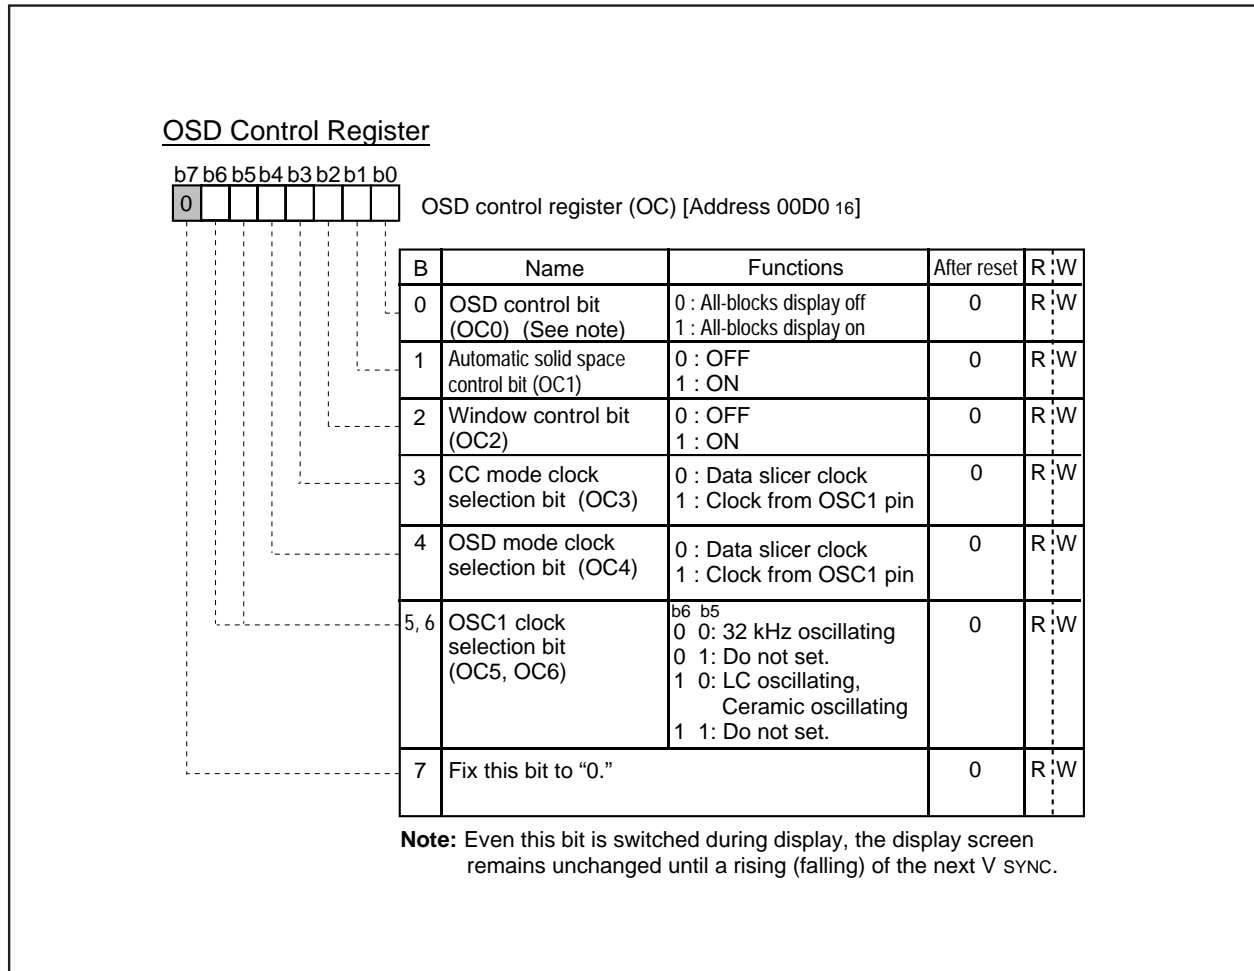 OSD Control Register
b7 b6 b5 b4 b3 b2 b1 b0
0
OSD control register (OC) [Address 00D0 16]
B Name Functions After reset R W
0 OSD control bit (OC0) (See note) 0 : All-blocks display off 1 : All-blocks display on 0 R W
1 Automatic solid space control bit (OC1) 0 : OFF 1 : ON 0 R W
2 Window control bit (OC2) 0 : OFF 1 : ON 0 R W
3 CC mode clock selection bit (OC3) 0 : Data slicer clock 1 : Clock from OSC1 pin 0 R W
4 OSD mode clock selection bit (OC4) 0 : Data slicer clock 1 : Clock from OSC1 pin 0 R W
5, 6 OSC1 clock selection bit (OC5, OC6) b6 b5 0 0: 32 kHz oscillating 0 1: Do not set. 1 0: LC oscillating, Ceramic oscillating 1 1: Do not set. 0 R W
7 Fix this bit to “0.” 0 R W
Note: Even this bit is switched during display, the display screen
remains unchanged until a rising (falling) of the next V SYNC.